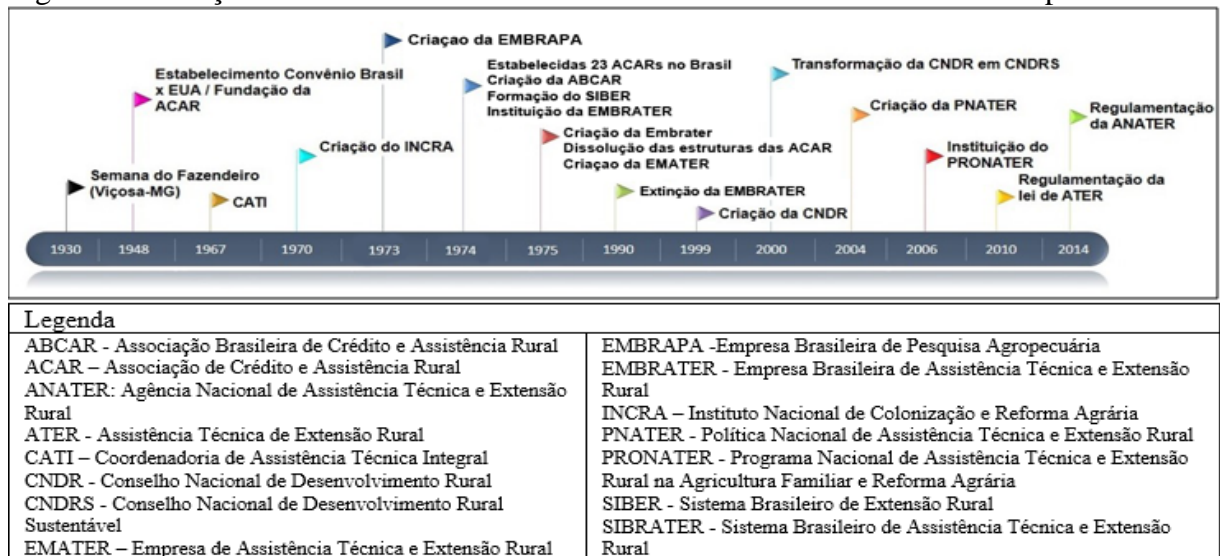 Criaçao da EMBRAPA
Estabelecimento Convênio Brasil
x EUA / Fundação da
ACAR
Estabelecidas 23 ACARs no Brasil
Criação da ABCAR
Formação do SIBER
Instituição da EMBRATER
Transformação da CNDR em CNDRS
Criação da PNATER
Regulamentação
da ANATER
Criação do INCRA
Criação da Embrater
Dissolução das estruturas das ACAR
Criaçao da EMATER
Instituição do
PRONATER
Semana do Fazendeiro
(Viçosa-MG)
CATI
Extinção da EMBRATER
Regulamentação da
lei de ATER
Criação da CNDR
1930 1948 1967 1970 1973 1974 1975 1990 1999 2000 2004 2006 2010 2014
Legenda
ABCAR - Associação Brasileira de Crédito e Assistência Rural
ACAR – Associação de Crédito e Assistência Rural
ANATER: Agência Nacional de Assistência Técnica e Extensão
Rural
ATER - Assistência Técnica de Extensão Rural
CATI – Coordenadoria de Assistência Técnica Integral
CNDR - Conselho Nacional de Desenvolvimento Rural
CNDRS - Conselho Nacional de Desenvolvimento Rural
Sustentável
EMATER – Empresa de Assistência Técnica e Extensão Rural
EMBRAPA -Empresa Brasileira de Pesquisa Agropecuária
EMBRATER - Empresa Brasileira de Assistência Técnica e Extensão
Rural
INCRA – Instituto Nacional de Colonização e Reforma Agrária
PNATER - Política Nacional de Assistência Técnica e Extensão Rural
PRONATER - Programa Nacional de Assistência Técnica e Extensão
Rural na Agricultura Familiar e Reforma Agrária
SIBER - Sistema Brasileiro de Extensão Rural
SIBRATER - Sistema Brasileiro de Assistência Técnica e Extensão
Rural